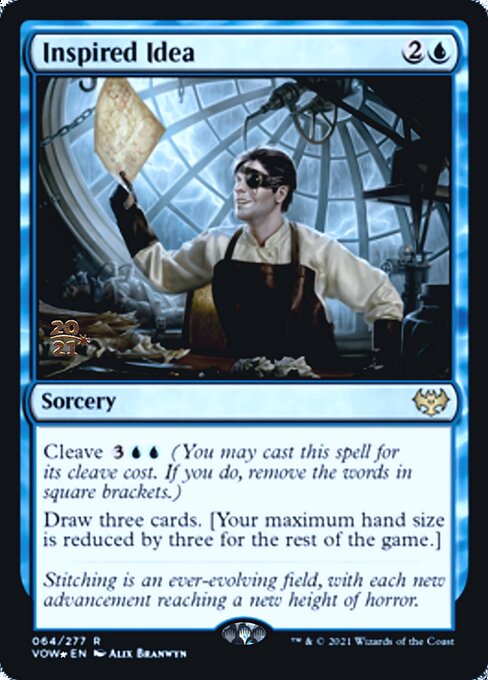 Inspired Idea 2
20
21
Sorcery
Cleave 3 (You may cast this spell for
its cleave cost. If you do, remove the words in
square brackets.)
Draw three cards. [Your maximum hand size
is reduced by three for the rest of the game.]
Stitching is an ever-evolving field, with each new
advancement reaching a new height of horror.
064/277 R
VOW★EN Alix Branwyn
™ & © 2021 Wizards of the Coast